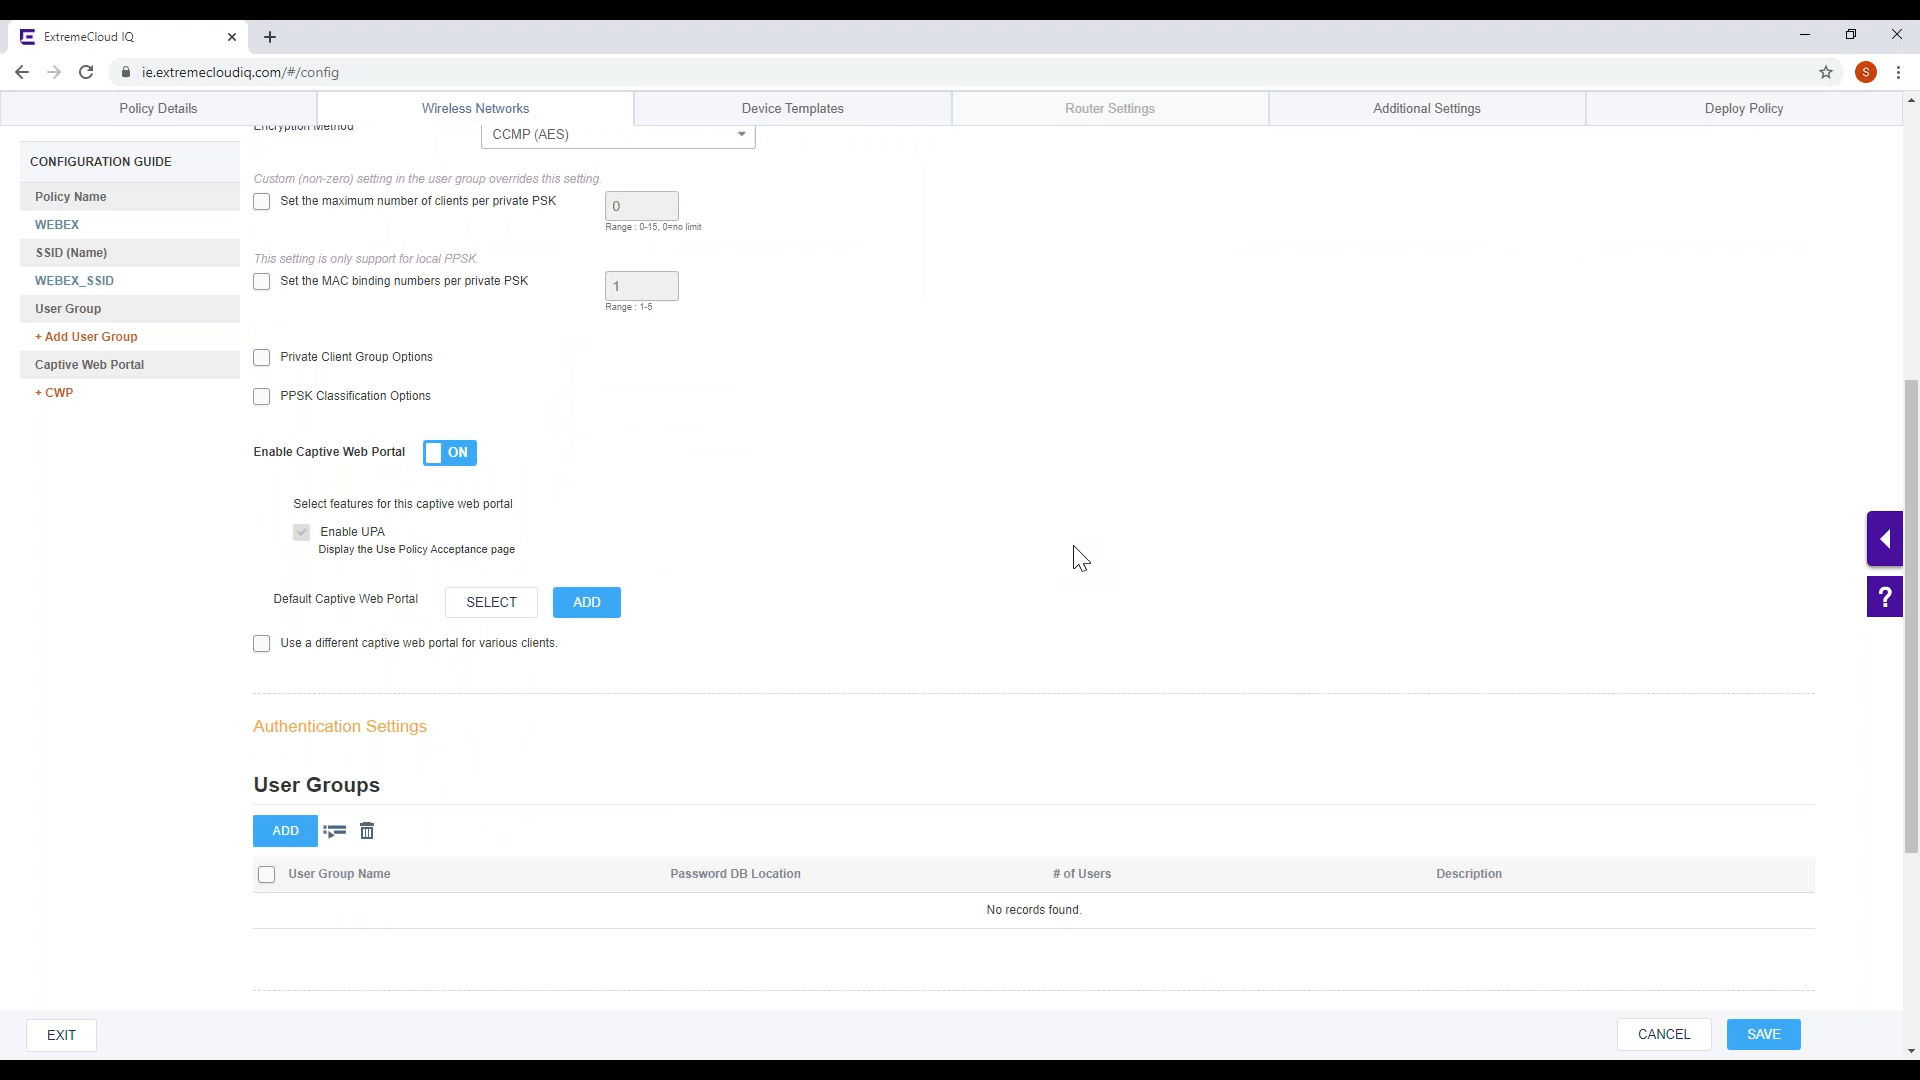 ExtremeCloud IQ
ie.extremecloudiq.com/#/config
S
Policy Details
Wireless Networks
Device Templates
Router Settings
Additional Settings
Deploy Policy
CONFIGURATION GUIDE
Policy Name
WEBEX
SSID (Name)
WEBEX_SSID
User Group
+ Add User Group
Captive Web Portal
+ CWP
Encryption Method
CCMP (AES)
Custom (non-zero) setting in the user group overrides this setting.
Set the maximum number of clients per private PSK
0
Range : 0-15, 0=no limit
This setting is only support for local PPSK.
Set the MAC binding numbers per private PSK
1
Range : 1-5
Private Client Group Options
PPSK Classification Options
Enable Captive Web Portal
ON
Select features for this captive web portal
Enable UPA
Display the Use Policy Acceptance page
Default Captive Web Portal
SELECT
ADD
Use a different captive web portal for various clients.
?
Authentication Settings
User Groups
ADD
User Group Name
Password DB Location
# of Users
Description
No records found.
EXIT
CANCEL
SAVE